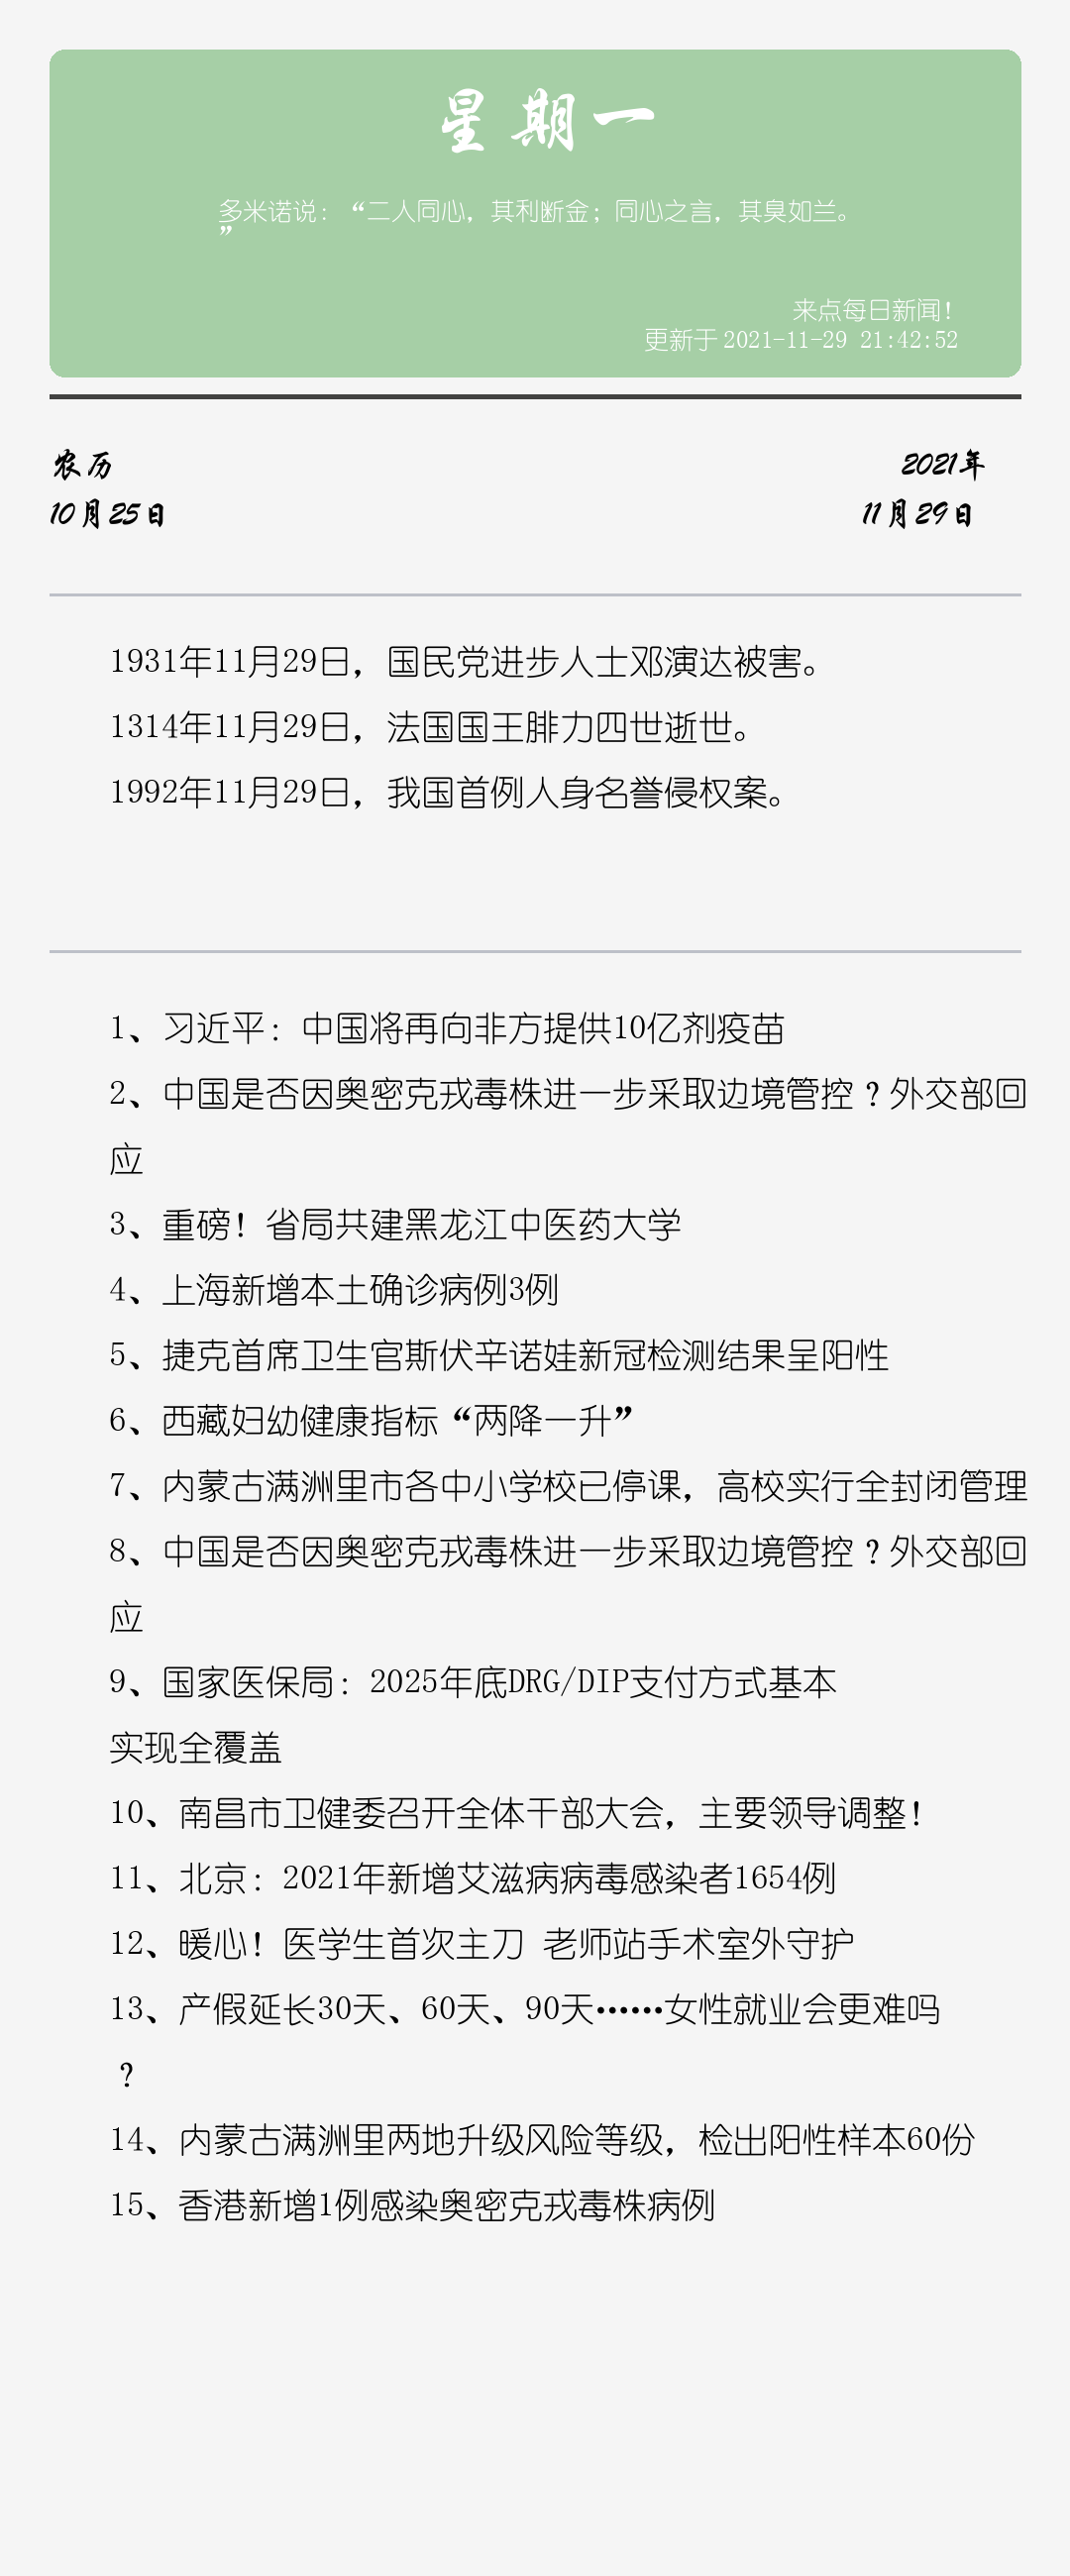 星期一
多米诺说：“二人同心，其利断金；同心之言，其臭如兰。
”
来点每日新闻！
更新于2021-11-29 21:42:52
农历
2021年
10月25日
11月29日
1931年11月29日，国民党进步人士邓演达被害。
1314年11月29日，法国国王腓力四世逝世。
1992年11月29日，我国首例人身名誉侵权案。
1、习近平：中国将再向非方提供10亿剂疫苗
2、中国是否因奥密克戎毒株进一步采取边境管控？外交部回
应
3、重磅！省局共建黑龙江中医药大学
4、上海新增本土确诊病例3例
5、捷克首席卫生官斯伏辛诺娃新冠检测结果呈阳性
6、西藏妇幼健康指标“两降一升”
7、内蒙古满洲里市各中小学校已停课，高校实行全封闭管理
8、中国是否因奥密克戎毒株进一步采取边境管控？外交部回
应
9、国家医保局：2025年底DRG/DIP支付方式基本
实现全覆盖
10、南昌市卫健委召开全体干部大会，主要领导调整！
11、北京：2021年新增艾滋病病毒感染者1654例
12、暖心！医学生首次主刀 老师站手术室外守护
13、产假延长30天、60天、90天……女性就业会更难吗
？
14、内蒙古满洲里两地升级风险等级，检出阳性样本60份
15、香港新增1例感染奥密克戎毒株病例